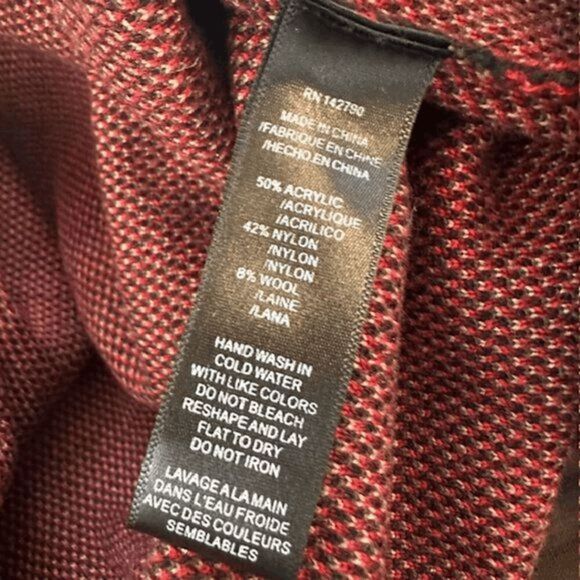 RN 142790
MADE IN CHINA
/FABRIQUE EN CHINE
/HECHO EN CHINA
50% ACRYLIC
/ACRYLIQUE
/ACRILICO
42% NYLON
/NYLON
/NYLON
8% WOOL
/LAINE
/LANA
HAND WASH IN
COLD WATER
WITH LIKE COLORS
DO NOT BLEACH
RESHAPE AND LAY
FLAT TO DRY
DO NOT IRON
LAVAGE A LA MAIN
DANS L'EAU FROIDE
AVEC DES COULEURS
SEMBLABLES